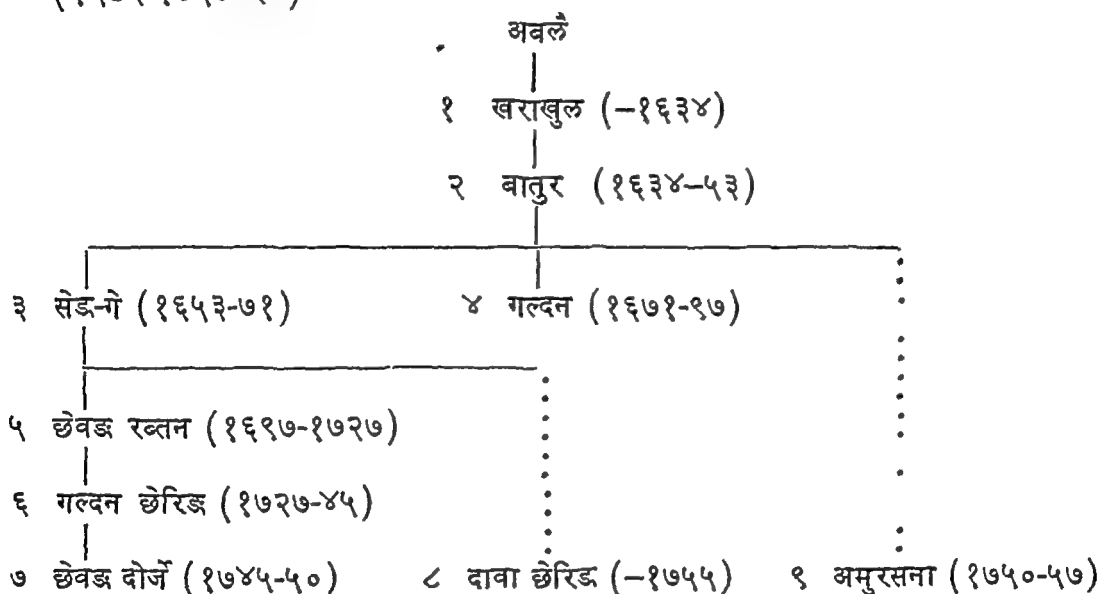 अवलै
१ खराखुल (–१६३४)
२ बातुर (१६३४–५३)
३ सेङ-गे (१६५३-७१) ४ गल्दन (१६७१-९७)
५ छेवङ रब्तन (१६९७-१७२७)
६ गल्दन छेरिङ (१७२७-४५)
७ छेवङ दोर्जे (१७४५-५०) ८ दावा छेरिङ (–१७५५) ९ अमुरसना (१७५०-५७)